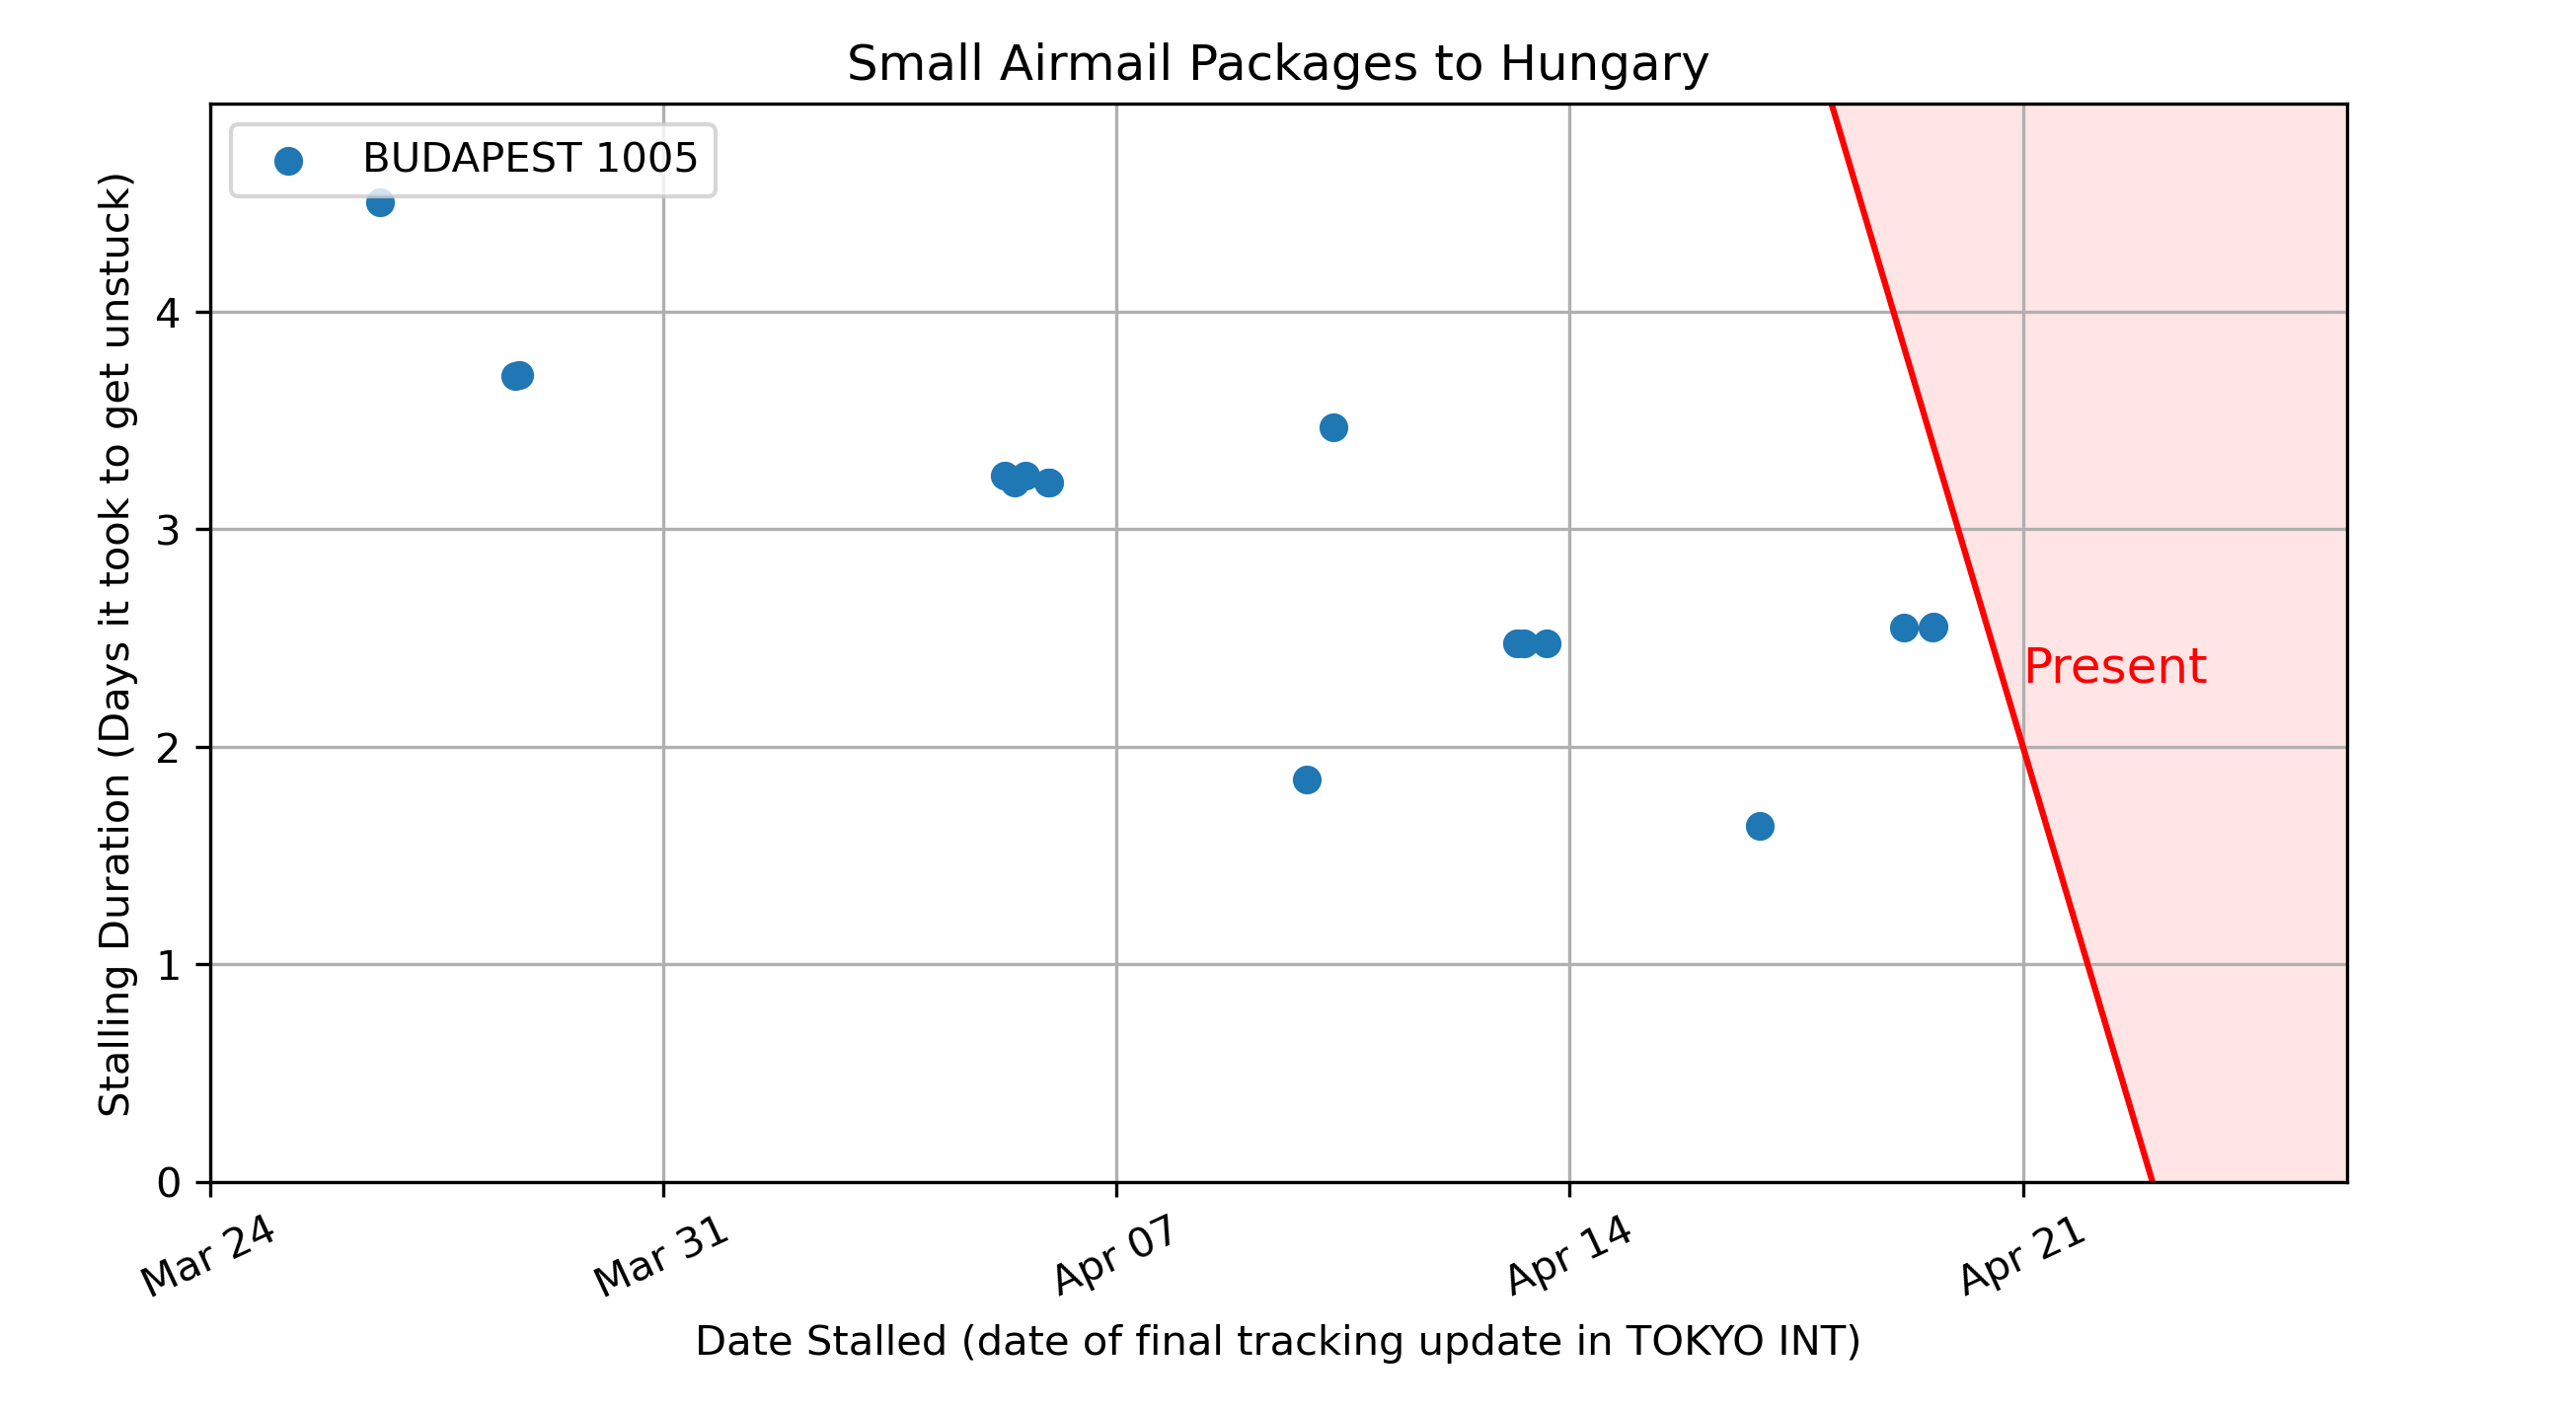 Small Airmail Packages to Hungary
BUDAPEST 1005
Stalling Duration (Days it took to get unstuck)
4
3
2
1
0
Present
Mar 24
Mar 31
Apr 07
Apr 14
Apr 21
Date Stalled (date of final tracking update in TOKYO INT)